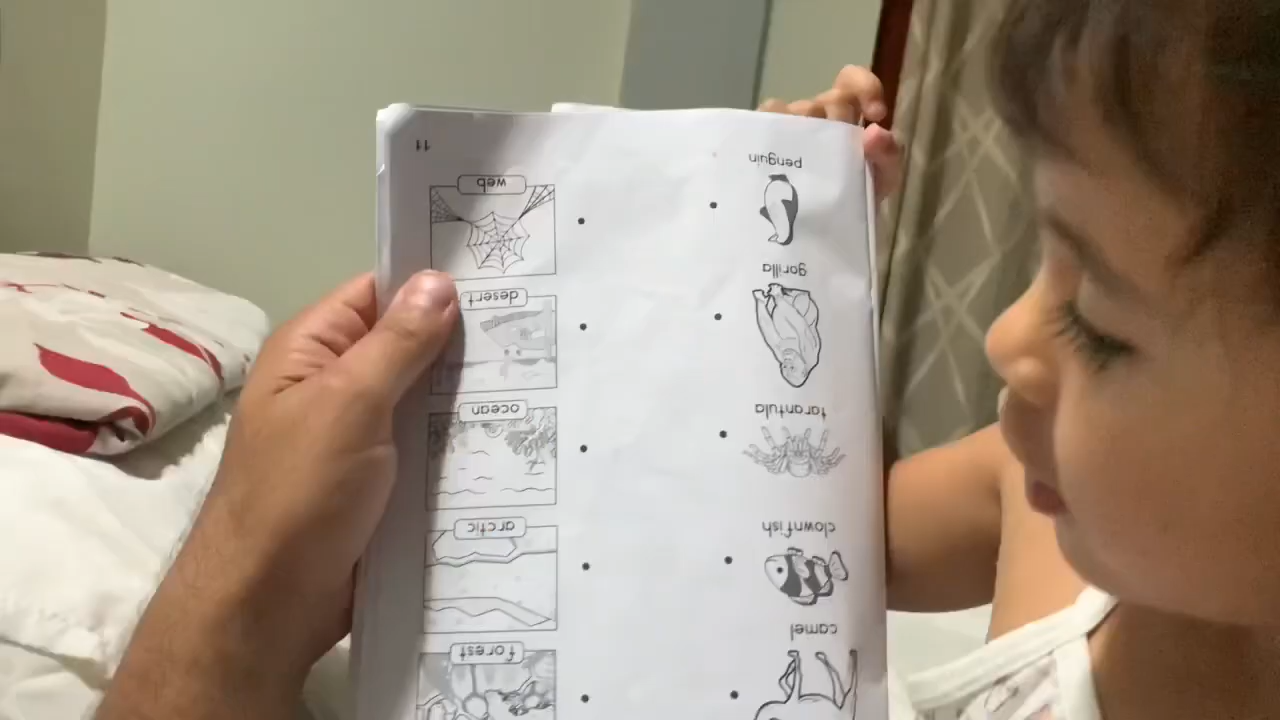 camel
forest
clownfish
arctic
tarantula
ocean
gorilla
desert
penguin
web
11